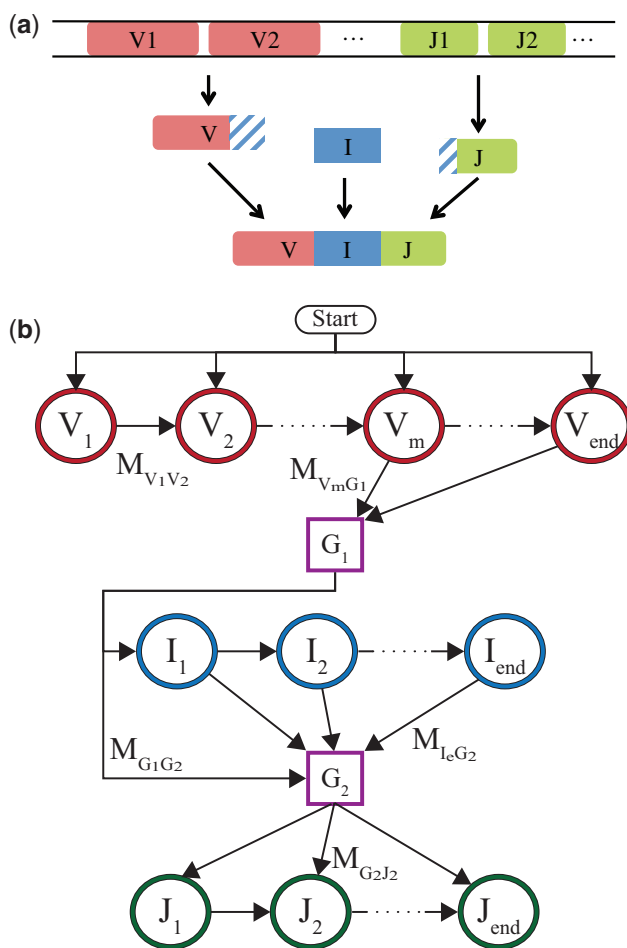 (a)
V1 V2 ... J1 J2 ...
V I J
V I J
(b)
Start
V1 V2 Vm Vend
MV1V2 MVmG1
G1
I1 I2 Iend
MG1G2 MIeG2
G2
MG2J2
J1 J2 Jend